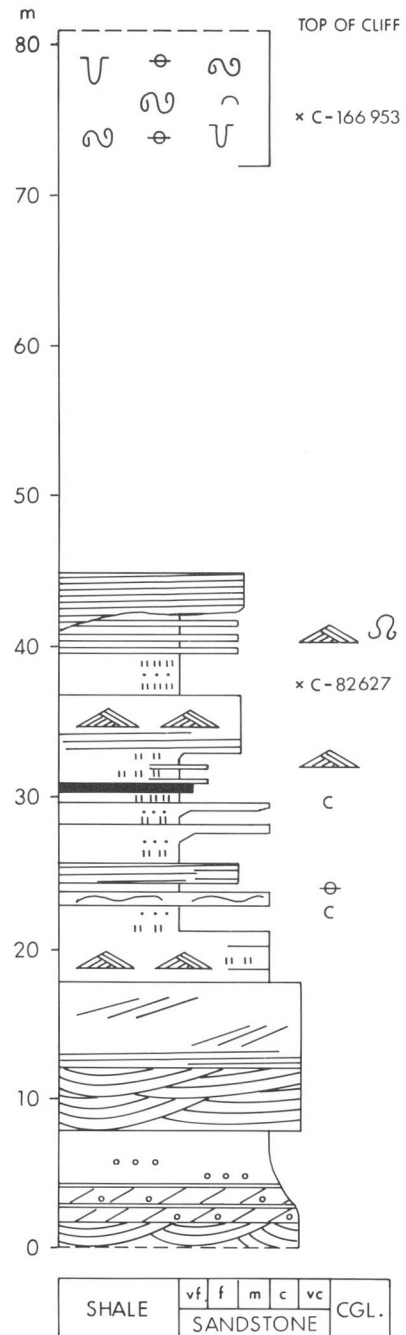 m
TOP OF CLIFF
80
× C-166 953
70
60
50
40
× C-82627
30
C
C
20
10
0
SHALE
vf f m c vc
SANDSTONE
CGL.